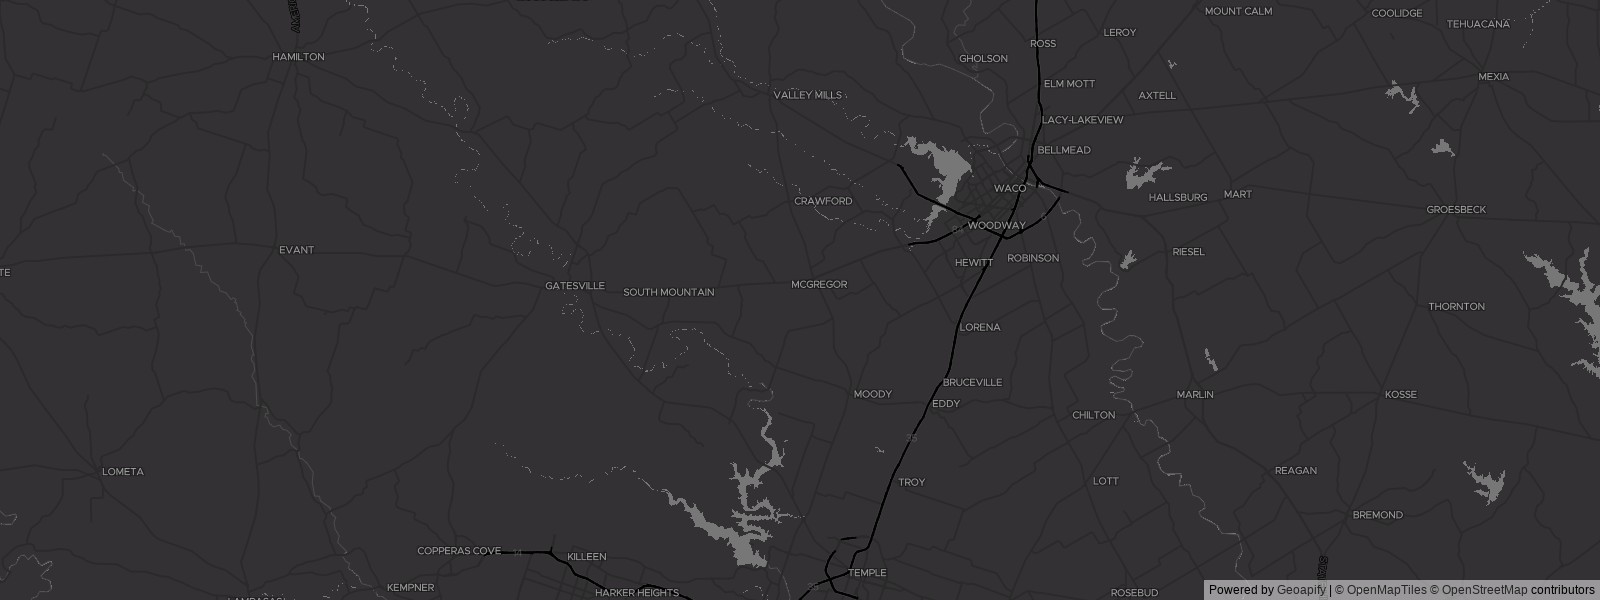 MOUNT CALM
COOLIDGE
TEHUACANA
LEROY
ROSS
HAMILTON
GHOLSON
MEXIA
ELM MOTT
VALLEY MILLS
AXTELL
LACY-LAKEVIEW
BELLMEAD
WACO
HALLSBURG
MART
CRAWFORD
GROESBECK
WOODWAY
EVANT
RIESEL
HEWITT
ROBINSON
GATESVILLE
SOUTH MOUNTAIN
MCGREGOR
THORNTON
LORENA
BRUCEVILLE
EDDY
MOODY
MARLIN
KOSSE
CHILTON
35
LOMETA
REAGAN
TROY
LOTT
BREMOND
COPPERAS COVE
14
KILLEEN
TEMPLE
KEMPNER
35
HARKER HEIGHTS
ROSEBUD
Powered by Geoapify | © OpenMapTiles © OpenStreetMap contributors